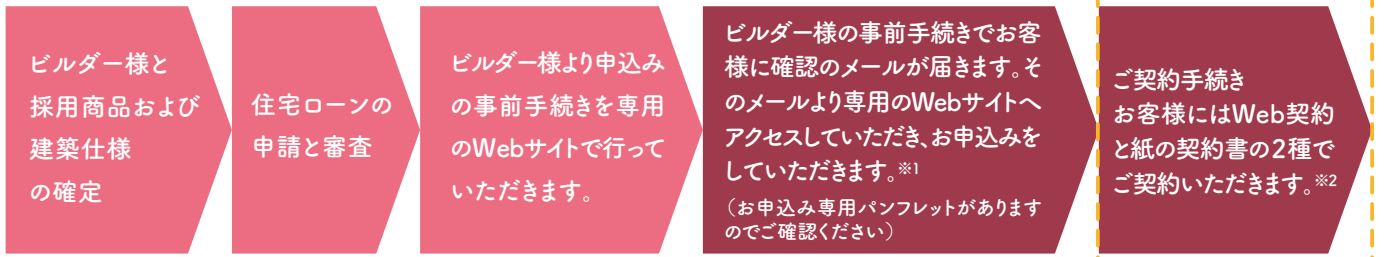 ビルダー様と
採用商品および
建築仕様
の確定
住宅ローンの
申請と審査
ビルダー様より申込み
の事前手続きを専用
のWebサイトで行って
いただきます。
ビルダー様の事前手続きでお客
様に確認のメールが届きます。そ
のメールより専用のWebサイトへ
アクセスしていただき、お申込みを
していただきます。※1
（お申込み専用パンフレットがあります
のでご確認ください）
ご契約手続き
お客様にはWeb契約
と紙の契約書の2種で
ご契約いただきます。※2